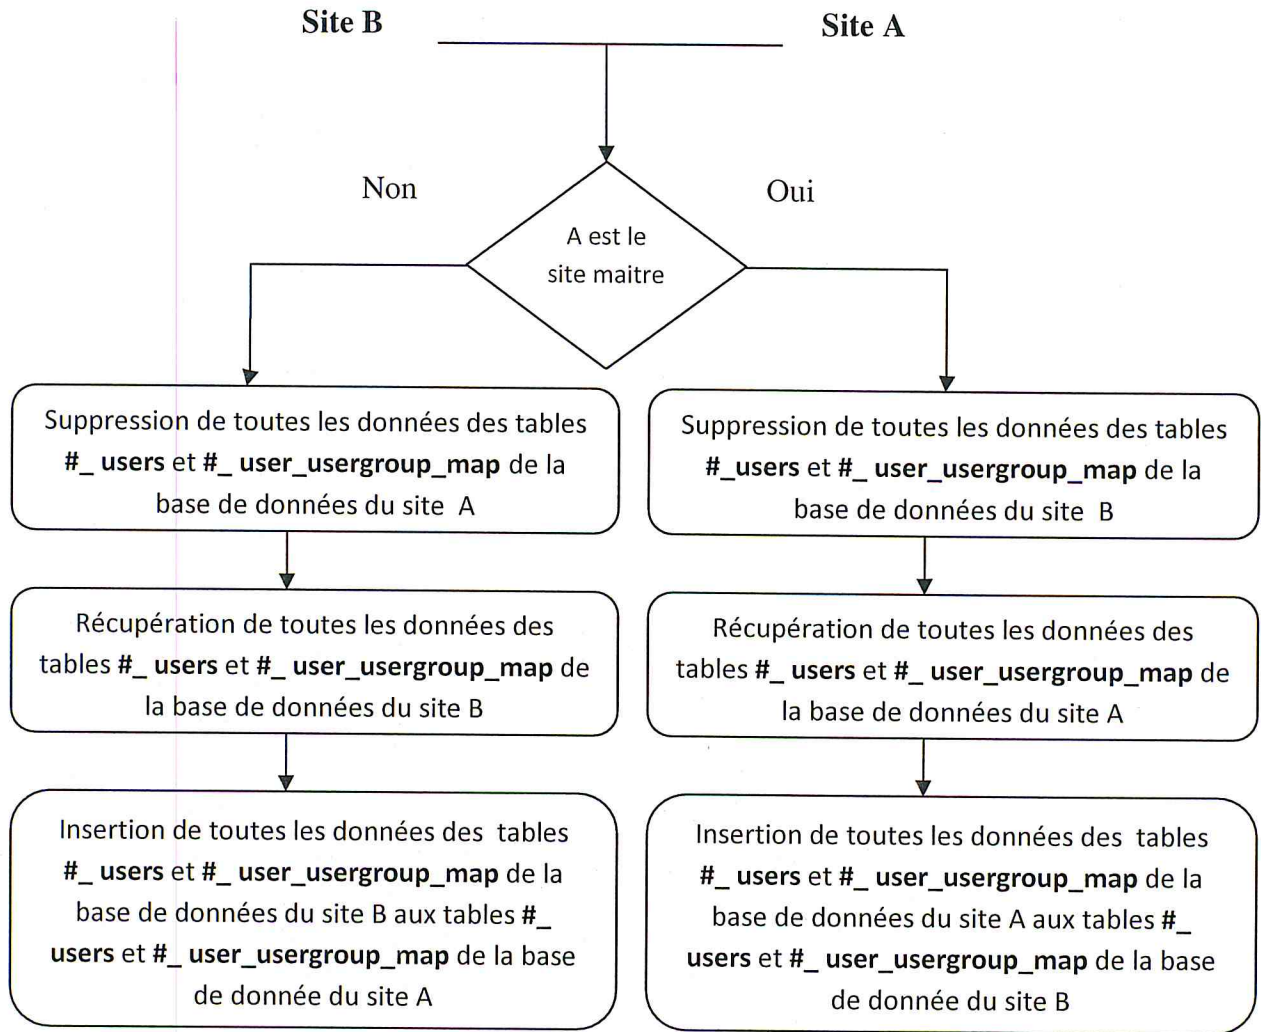 Site B
Site A
Non
Oui
A est le
site maitre
Suppression de toutes les données des tables
#_ users et #_ user_usergroup_map de la
base de données du site A
Suppression de toutes les données des tables
#_users et #_ user_usergroup_map de la
base de données du site B
Récupération de toutes les données des
tables #_ users et #_ user_usergroup_map de
la base de données du site B
Récupération de toutes les données des
tables #_ users et #_ user_usergroup_map de
la base de données du site A
Insertion de toutes les données des tables
#_ users et #_ user_usergroup_map de la
base de données du site B aux tables #_
users et #_ user_usergroup_map de la base
de donnée du site A
Insertion de toutes les données des tables
#_ users et #_ user_usergroup_map de la
base de données du site A aux tables #_
users et #_ user_usergroup_map de la base
de donnée du site B